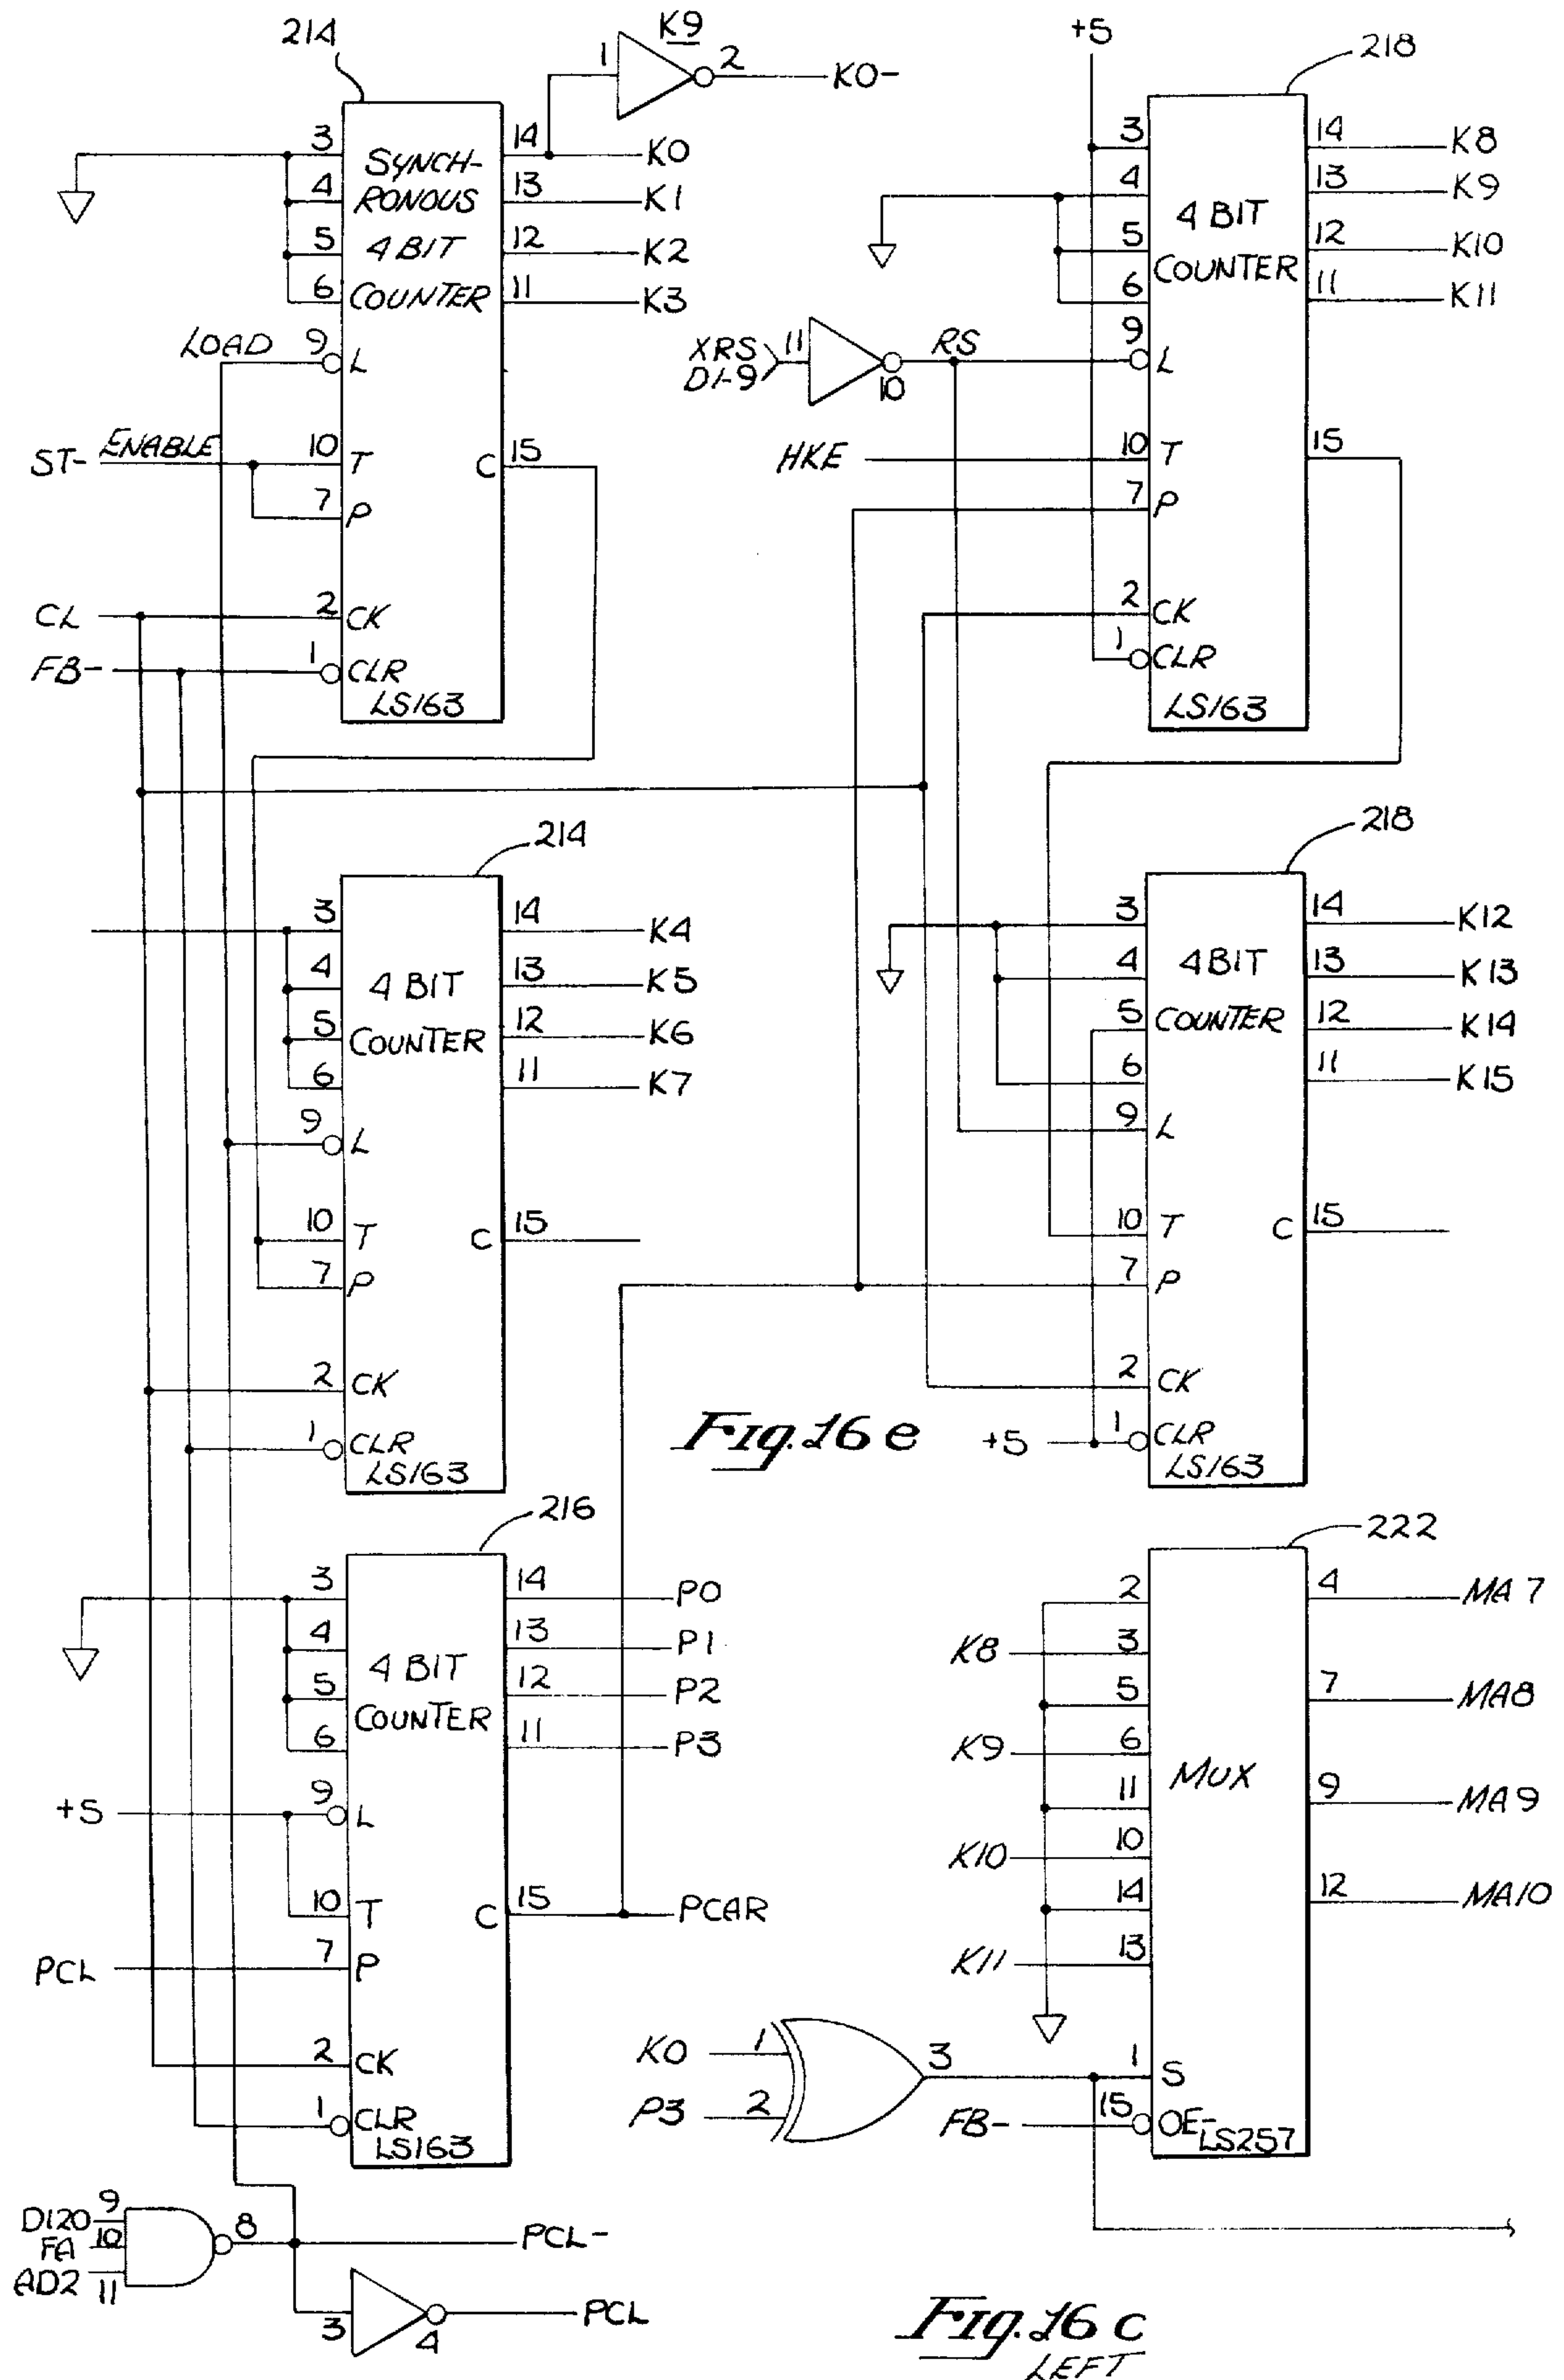 214
K9
1
2
K0-
3
4
5
6
SYNCH-
RONOUS
4 BIT
COUNTER
14
K0
13
K1
12
K2
11
K3
LOAD
9
L
ST-
ENABLE
10
T
7
P
C
15
CL
2
CK
FB-
1
CLR
LS163
+5
218
3
4
5
6
4 BIT
COUNTER
14
K8
13
K9
12
K10
11
K11
XRS
D1-9
11
10
RS
9
L
HKE
10
T
7
P
15
2
CK
1
CLR
LS163
214
3
4
5
6
4 BIT
COUNTER
14
K4
13
K5
12
K6
11
K7
9
L
10
T
7
P
C
15
2
CK
1
CLR
LS163
218
3
4
5
6
4 BIT
COUNTER
14
K12
13
K13
12
K14
11
K15
9
L
10
T
7
P
C
15
2
CK
+5
1
CLR
LS163
Fig. 16 e
216
3
4
5
6
4 BIT
COUNTER
14
P0
13
P1
12
P2
11
P3
+5
9
L
10
T
C
15
PCAR
PCL
7
P
2
CK
1
CLR
LS163
222
2
K8
3
5
K9
6
11
K10
10
14
K11
13
MUX
4
MA7
7
MA8
9
MA9
12
MA10
K0
1
P3
2
3
1
S
FB-
15
OE-
LS257
D120
9
FA
10
AD2
11
8
PCL-
3
4
PCL
Fig. 16 c
LEFT